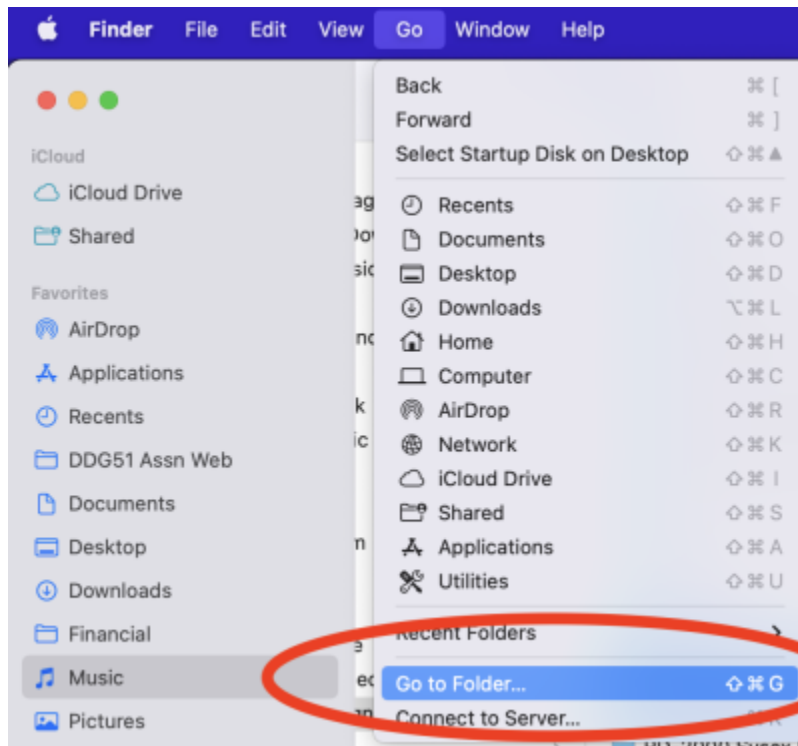 Finder File Edit View Go Window Help
iCloud
iCloud Drive
Shared
Favorites
AirDrop
Applications
Recents
DDG51 Assn Web
Documents
Desktop
Downloads
Financial
Music
Pictures
Back ⌘ [
Forward ⌘ ]
Select Startup Disk on Desktop ⇧⌘▲
Recents ⇧⌘F
Documents ⇧⌘O
Desktop ⇧⌘D
Downloads ⌥⌘L
Home ⇧⌘H
Computer ⇧⌘C
AirDrop ⇧⌘R
Network ⇧⌘K
iCloud Drive ⇧⌘I
Shared ⇧⌘S
Applications ⇧⌘A
Utilities ⇧⌘U
Recent Folders
Go to Folder... ⇧⌘G
Connect to Server... ⌘K